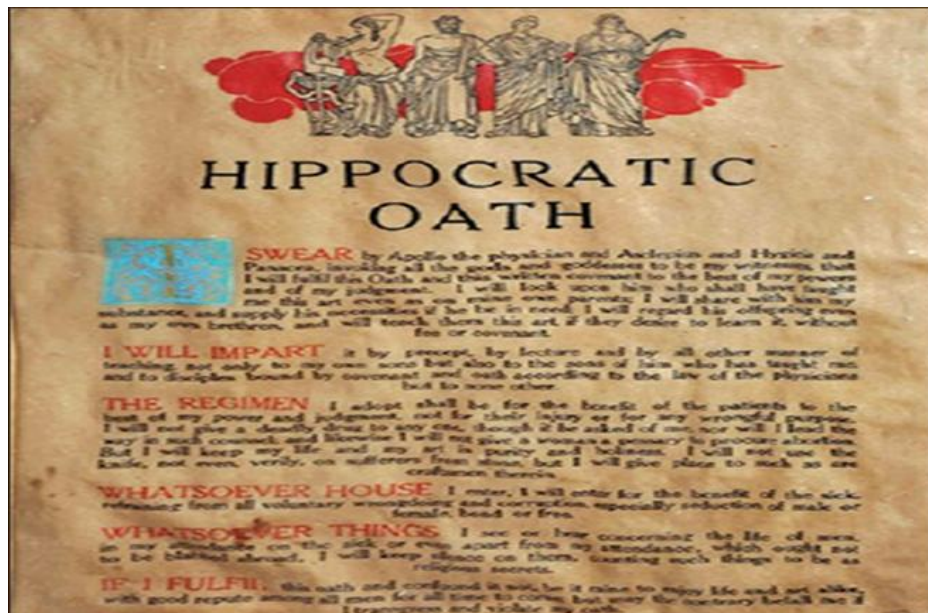 HIPPOCRATIC
OATH
I SWEAR by Apollo the physician and Asclepius and Hygieia and
Panacea, invoking all the gods and goddesses to be my witnesses, that
I will fulfil this Oath and this written covenant to the best of my powers
and of my judgment. I will look upon him who shall have taught
me this art even as on mine own parents; I will share with him my
substance, and supply his necessities if he be in need; I will regard his offspring even
as my own brethren, and will teach them this art if they desire to learn it, without
fee or covenant.
I WILL IMPART it by precept, by lecture and by all other manner of
teaching, not only to my own sons but also to the sons of him who has taught me,
and to disciples bound by covenant and oath according to the law of the physicians
but to none other.
THE REGIMEN I adopt shall be for the benefit of the patients to the
best of my power and judgment, not for their injury or for any wrongful purpose.
I will not give a deadly drug to any one, though it be asked of me, nor will I lead the
way in such counsel; and likewise I will not give a woman a pessary to procure abortion.
But I will keep my life and my art in purity and holiness. I will not use the
knife, not even, verily, on sufferers from stone, but I will give place to such as are
craftsmen therein.
WHATSOEVER HOUSE I enter, I will enter for the benefit of the sick,
refraining from all voluntary wrongdoing and corruption, especially seduction of male or
female, bond or free.
WHATSOEVER THINGS I see or hear concerning the life of men,
in my attendance on the sick, or even apart from my attendance, which ought not
to be blabbed abroad, I will keep silence on them, counting such things to be as
religious secrets.
IF I FULFIL this oath and confound it not, be it mine to enjoy life and art alike,
with good repute among all men for all time to come; but may the contrary befall me if
I transgress and violate my oath.